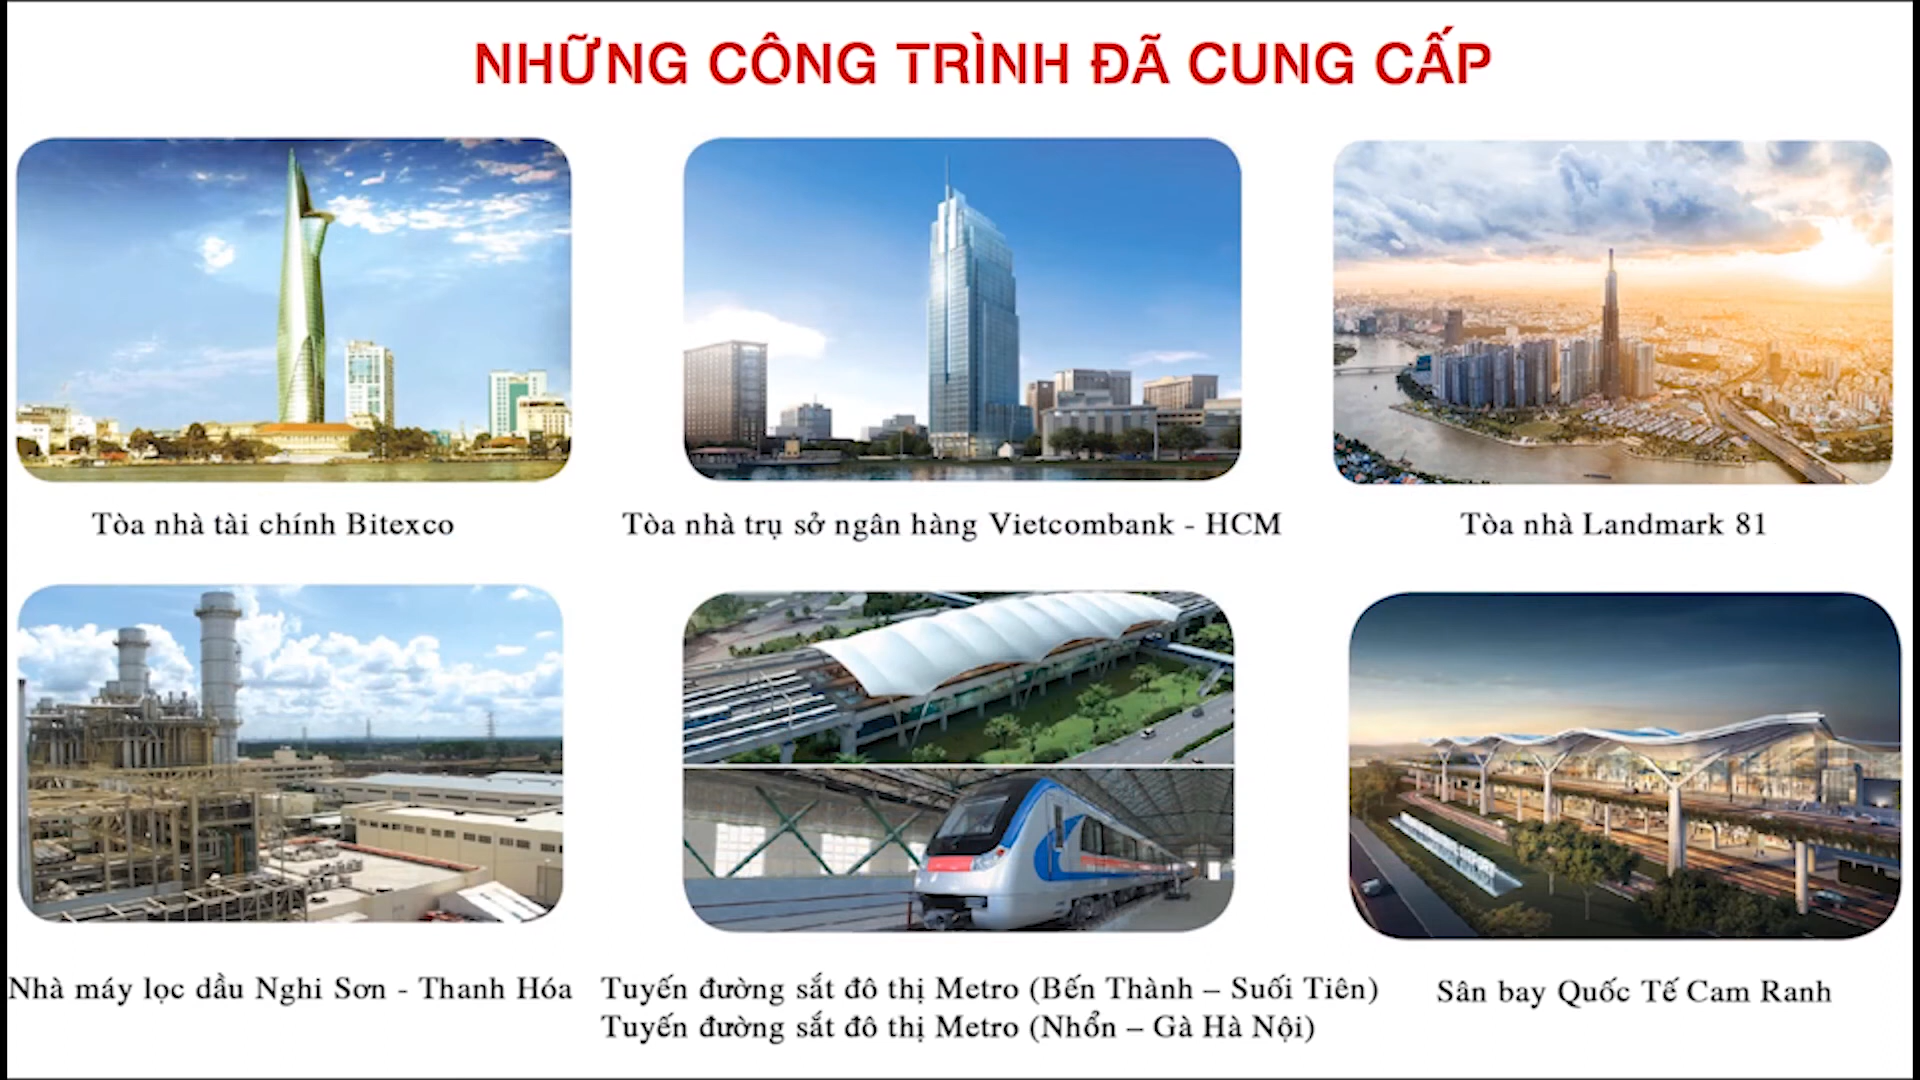 NHỮNG CÔNG TRÌNH ĐÃ CUNG CẤP
Tòa nhà tài chính Bitexco
Tòa nhà trụ sở ngân hàng Vietcombank - HCM
Tòa nhà Landmark 81
Nhà máy lọc dầu Nghi Sơn - Thanh Hóa
Tuyến đường sắt đô thị Metro (Bến Thành – Suối Tiên)
Tuyến đường sắt đô thị Metro (Nhổn – Gà Hà Nội)
Sân bay Quốc Tế Cam Ranh